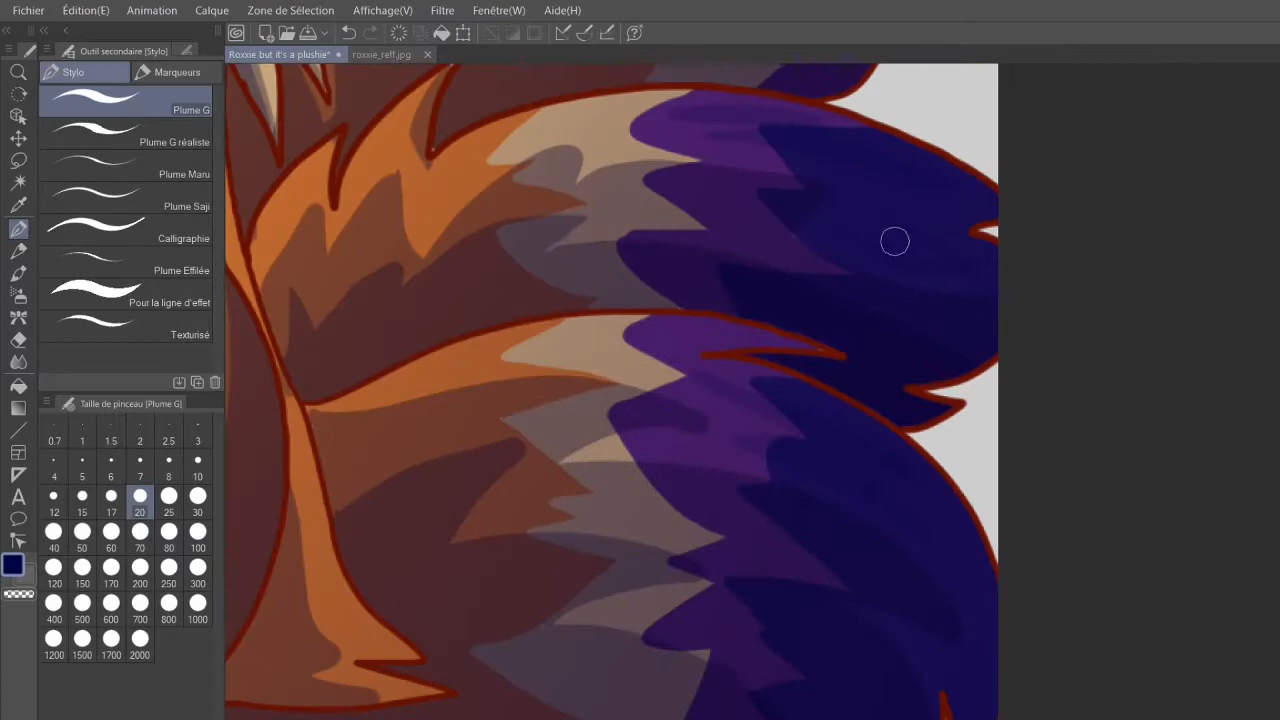 Fichier Édition(E) Animation Calque Zone de Sélection Affichage(V) Filtre Fenêtre(W) Aide(H)
Outil secondaire[Stylo]
Roxxie but it's a plushie* roxxie_reff.jpg
Stylo Marqueurs
Plume G
Plume G réaliste
Plume Maru
Plume Saji
Calligraphie
Plume Effilée
Pour la ligne d'effet
Texturisé
Taille de pinceau [Plume G]
0.7 1 1.5 2 2.5 3
4 5 6 7 8 10
12 15 17 20 25 30
40 50 60 70 80 100
120 150 170 200 250 300
400 500 600 700 800 1000
1200 1500 1700 2000